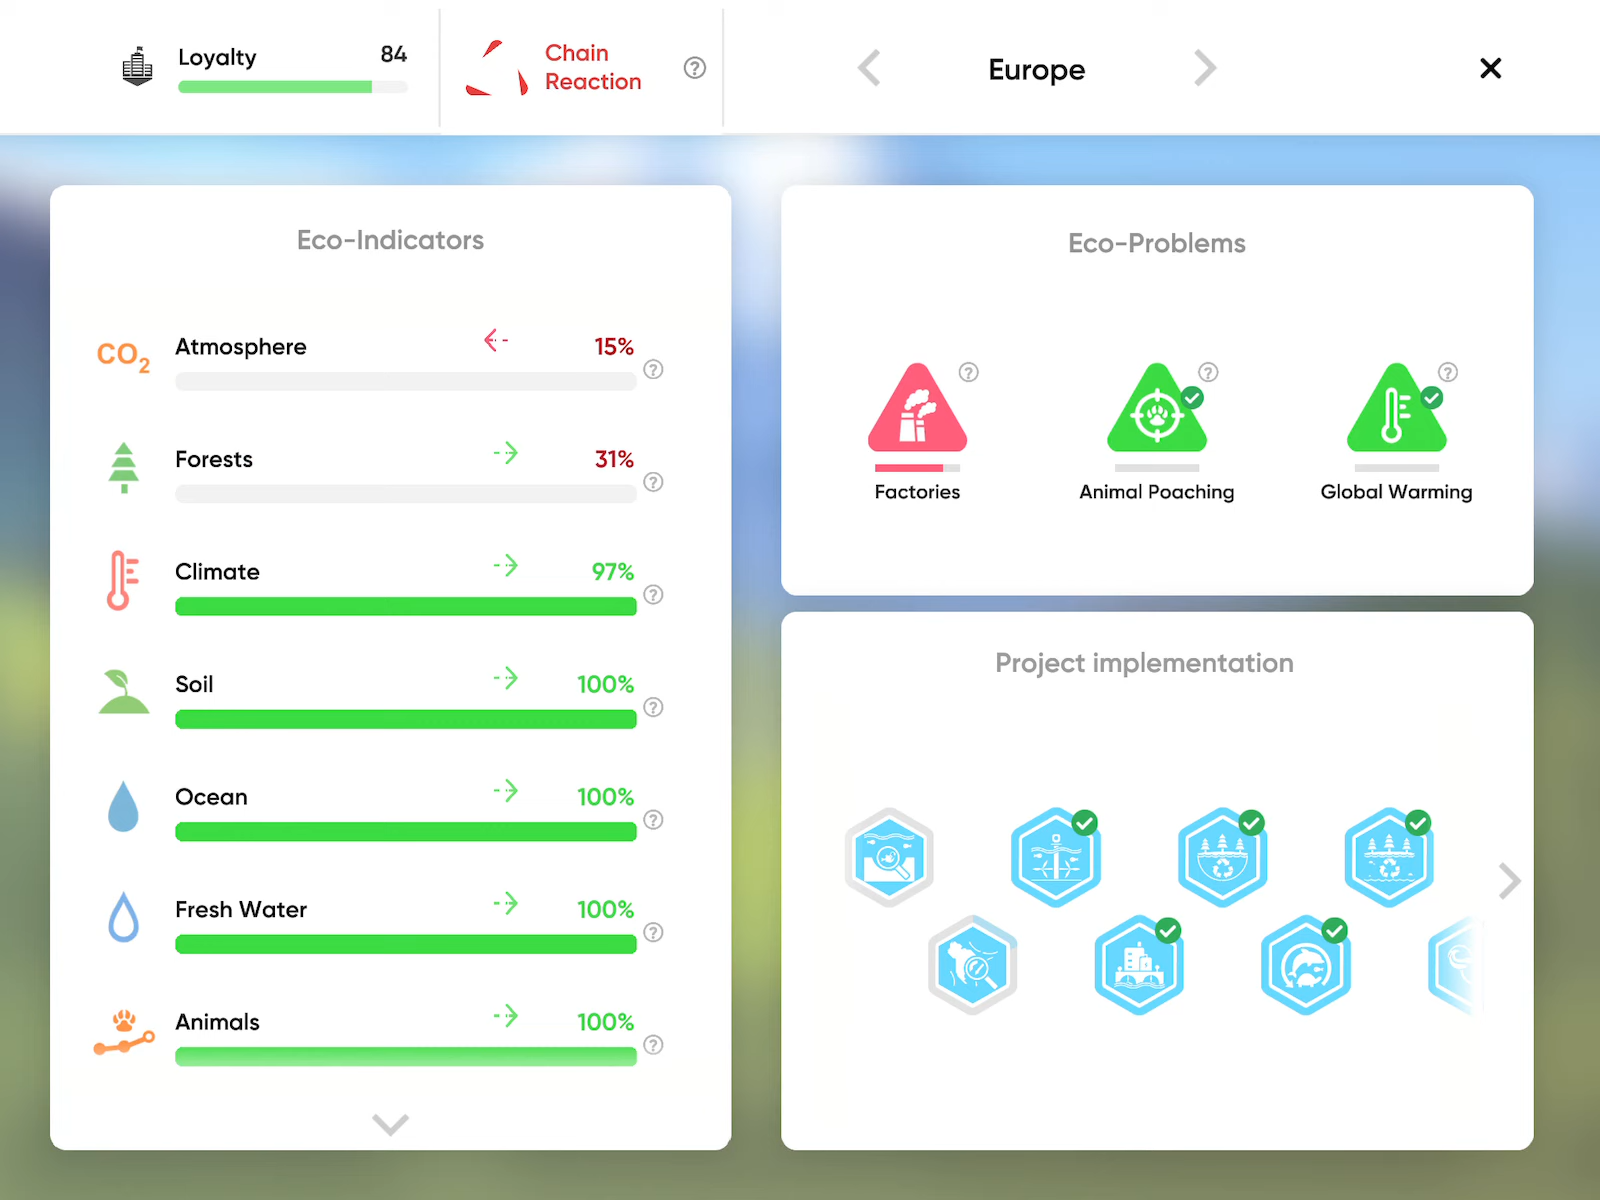 Loyalty 84
Chain
Reaction
?
Europe
Eco-Indicators
CO2 Atmosphere 15% ?
Forests 31% ?
Climate 97% ?
Soil 100% ?
Ocean 100% ?
Fresh Water 100% ?
Animals 100% ?
Eco-Problems
? ? ?
Factories Animal Poaching Global Warming
Project implementation